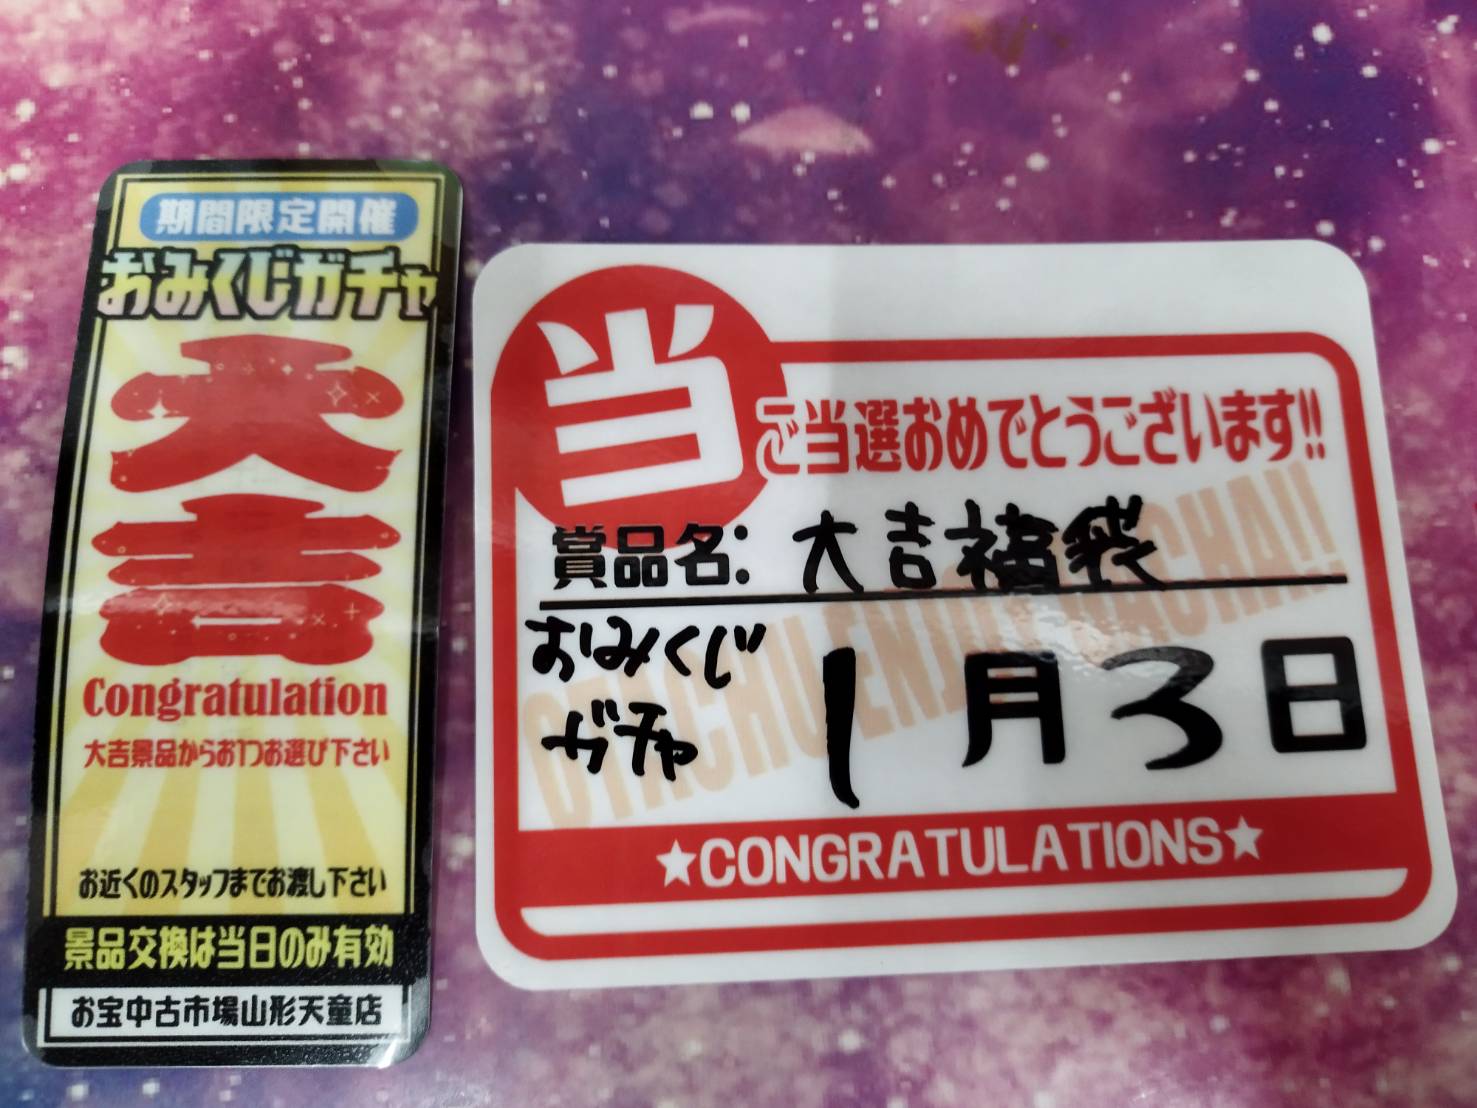 期間限定開催
おみくじガチャ
大吉
Congratulation
大吉景品からお1つお選び下さい
お近くのスタッフまでお渡し下さい
景品交換は当日のみ有効
お宝中古市場山形天童店
当
ご当選おめでとうございます!!
賞品名: 大吉福袋
おみくじ
ガチャ
1月3日
OTACHUENJOYGACHA!!
★CONGRATULATIONS★